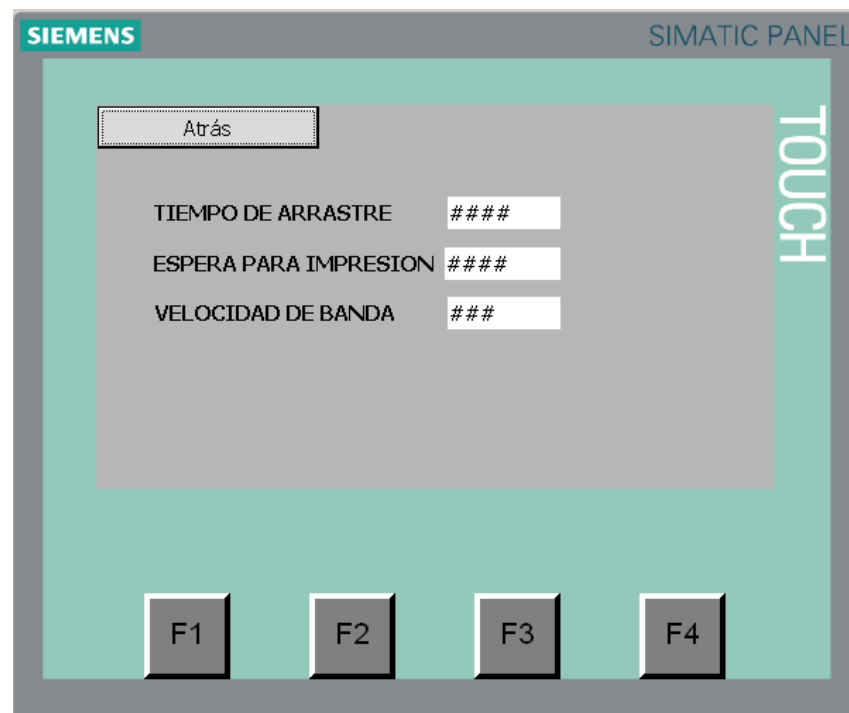 SIEMENS
SIMATIC PANEL
TOUCH
Atrás
TIEMPO DE ARRASTRE ####
ESPERA PARA IMPRESION ####
VELOCIDAD DE BANDA ###
F1 F2 F3 F4